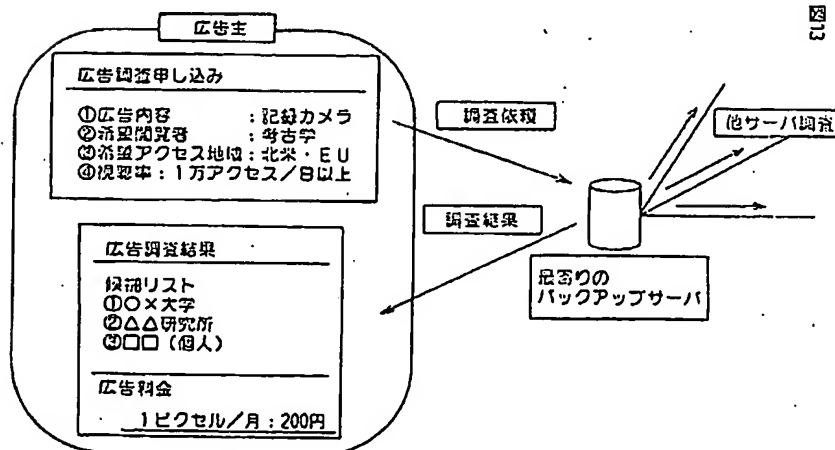 図13
広告主
広告調査申し込み
①広告内容　　　：記録カメラ
②希望閲覧者　　：考古学
③希望アクセス地域：北米・EU
④視聴率：1万アクセス／日以上
調査依頼
他サーバ調査
調査結果
最寄りの
バックアップサーバ
広告調査結果
候補リスト
①○×大学
②△△研究所
③□□（個人）
広告料金
1ピクセル／月：200円